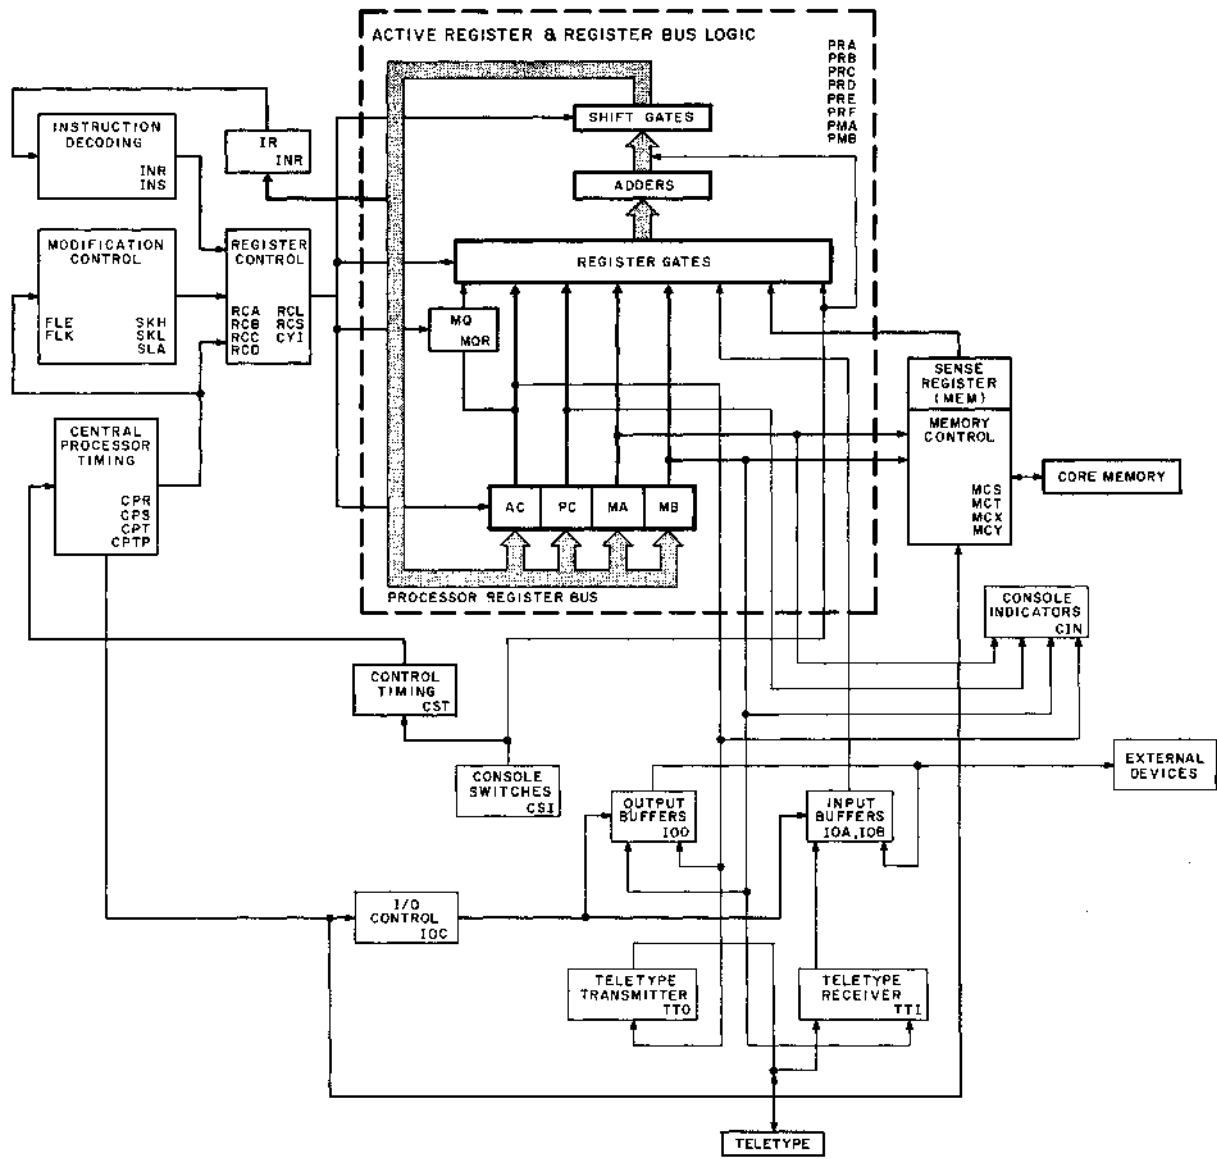 ACTIVE REGISTER & REGISTER BUS LOGIC
PRA
PRB
PRC
PRD
PRE
PRF
PMA
PMB
SHIFT GATES
INSTRUCTION
DECODING
INR
INS
IR
INR
ADDERS
MODIFICATION
CONTROL
FLE SKH
FLK SKL
SLA
REGISTER
CONTROL
RCA RCL
RCB RCS
RCC CYI
RCD
REGISTER GATES
MQ
MQR
SENSE
REGISTER
(MEM)
MEMORY
CONTROL
MCS
MCT
MCX
MCY
CORE MEMORY
CENTRAL
PROCESSOR
TIMING
CPR
CPS
CPT
CPTP
AC PC MA MB
PROCESSOR REGISTER BUS
CONSOLE
INDICATORS
CIN
CONTROL
TIMING
CST
CONSOLE
SWITCHES
CSI
OUTPUT
BUFFERS
IOO
INPUT
BUFFERS
IOA, IOB
EXTERNAL
DEVICES
I/O
CONTROL
IOC
TELETYPE
TRANSMITTER
TTO
TELETYPE
RECEIVER
TTI
TELETYPE